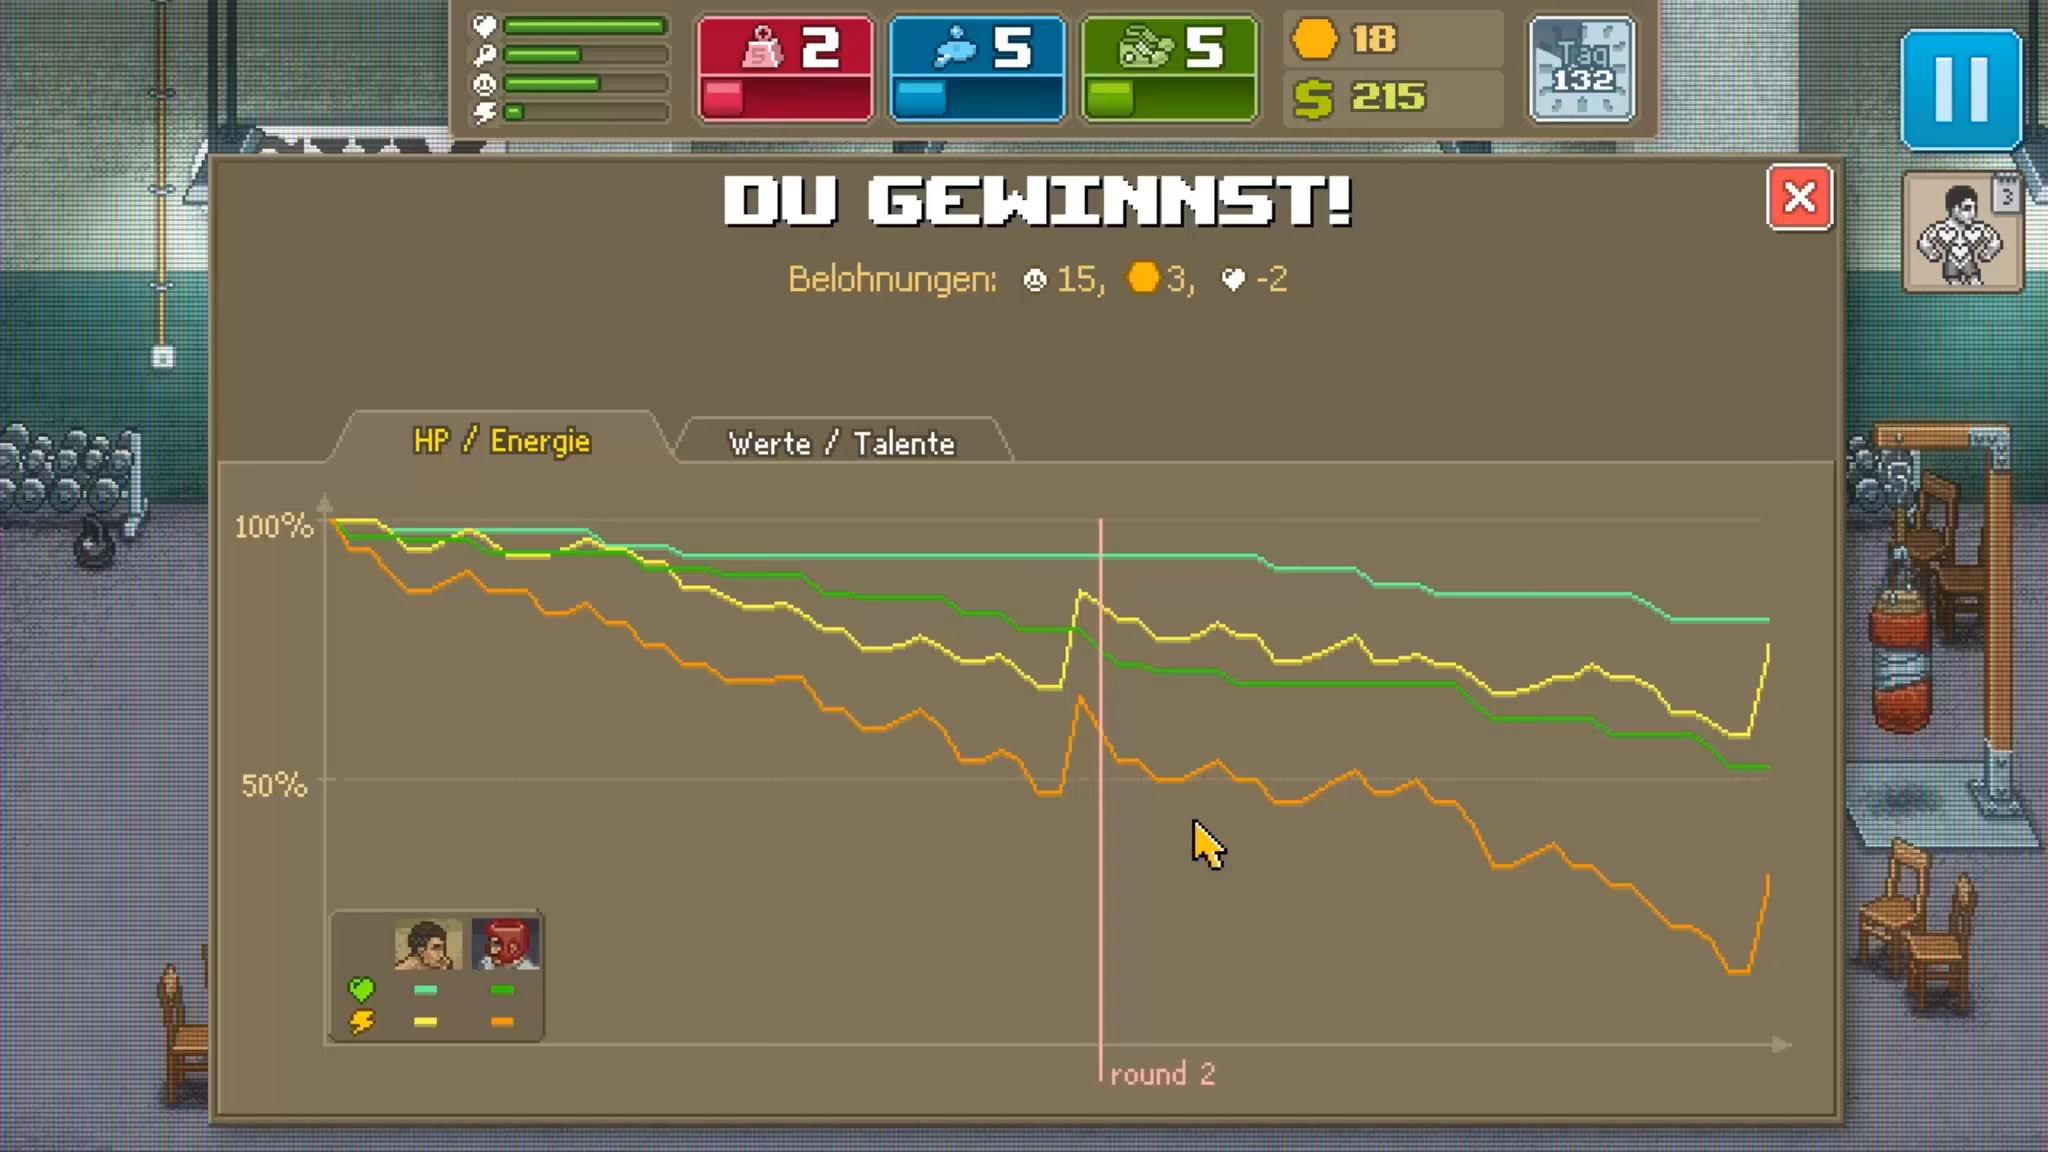 2 5 5 18
215
Tag
132
3
DU GEWINNST!
Belohnungen: 15, 3, -2
HP / Energie Werte / Talente
100%
50%
round 2